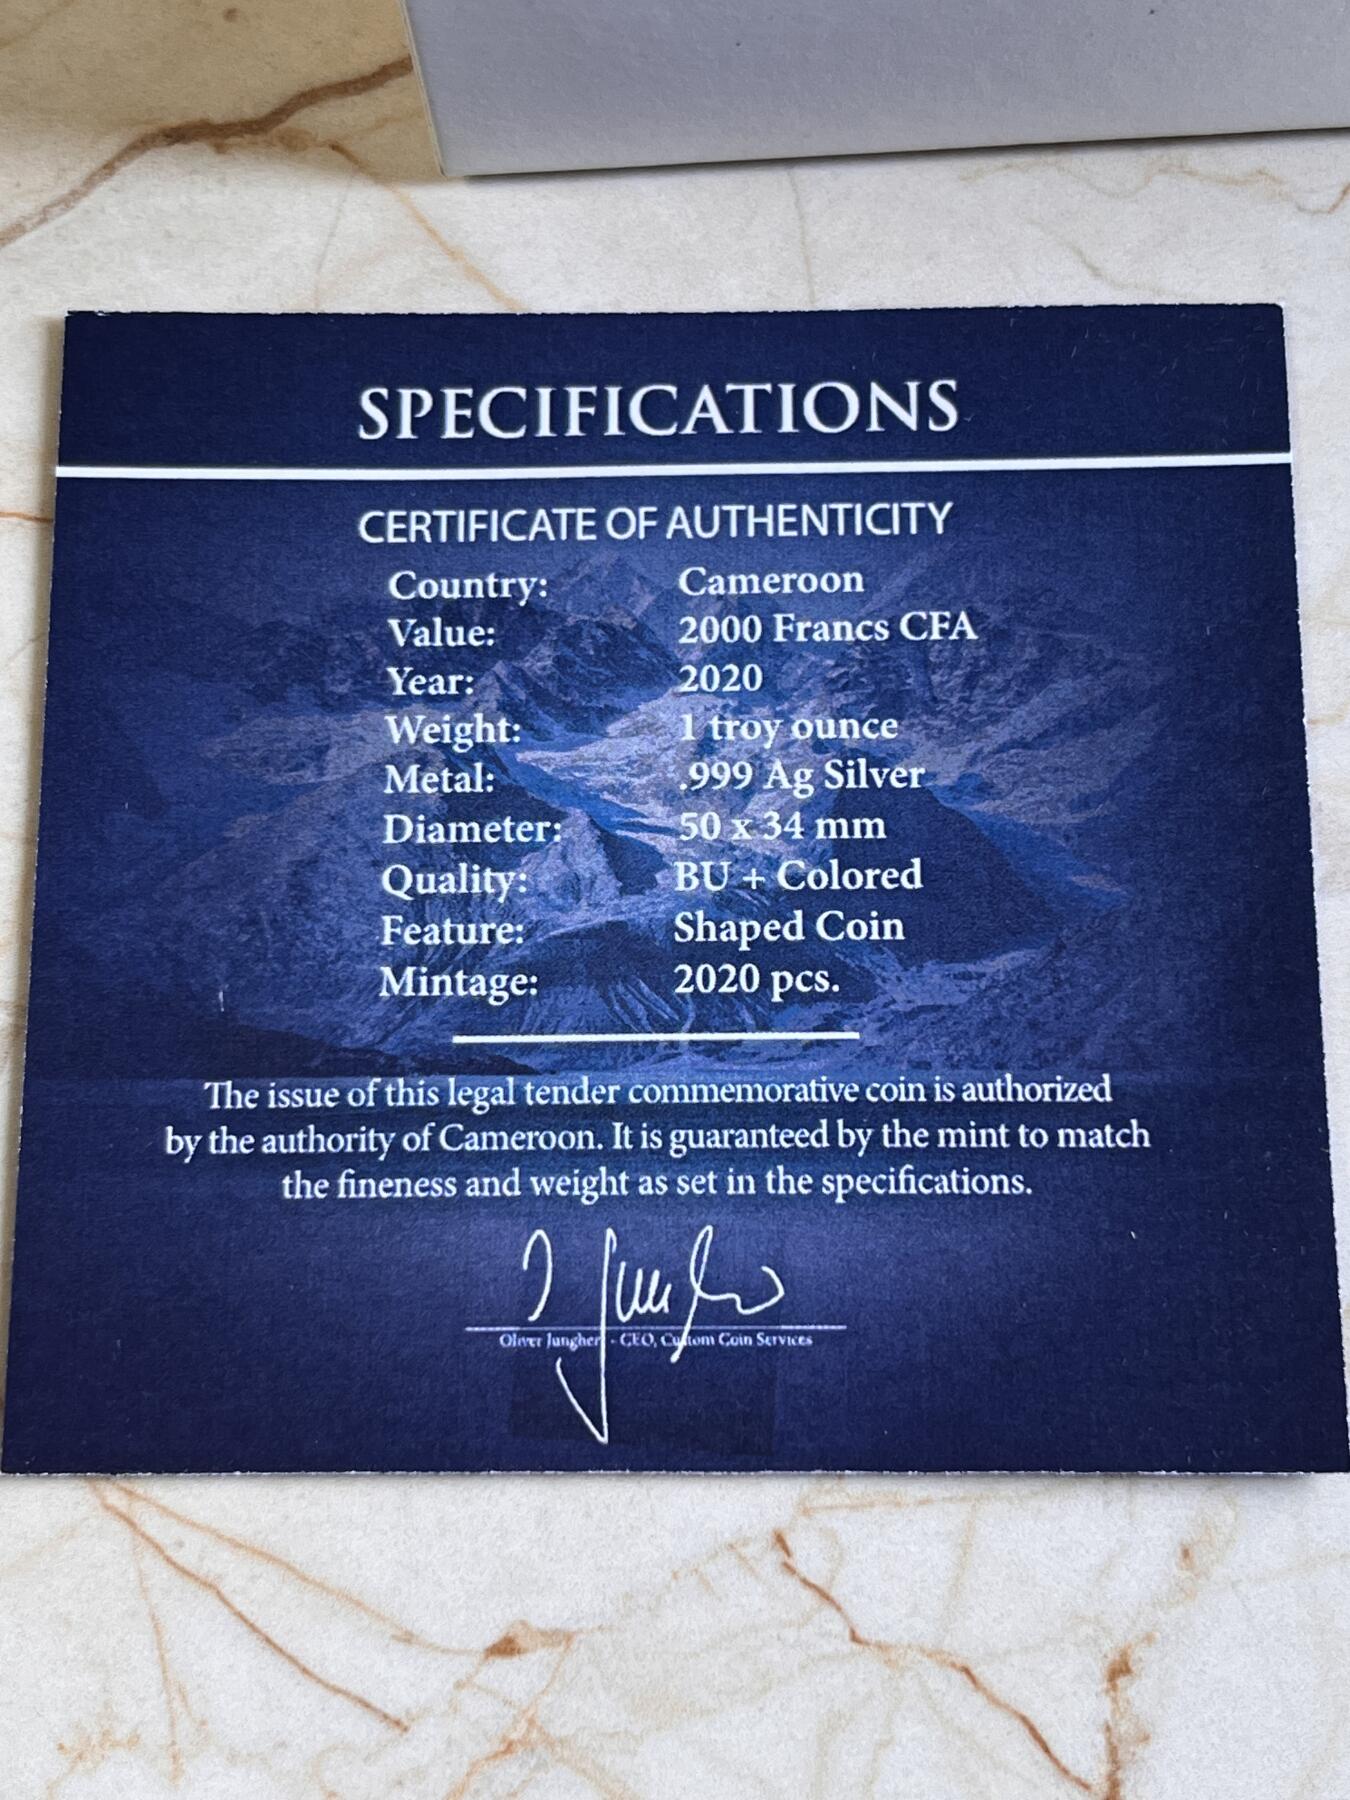 SPECIFICATIONS
CERTIFICATE OF AUTHENTICITY
Country: Cameroon
Value: 2000 Francs CFA
Year: 2020
Weight: 1 troy ounce
Metal: .999 Ag Silver
Diameter: 50 x 34 mm
Quality: BU + Colored
Feature: Shaped Coin
Mintage: 2020 pcs.
The issue of this legal tender commemorative coin is authorized
by the authority of Cameroon. It is guaranteed by the mint to match
the fineness and weight as set in the specifications.
Oliver Jungherr - CEO, Custom Coin Services